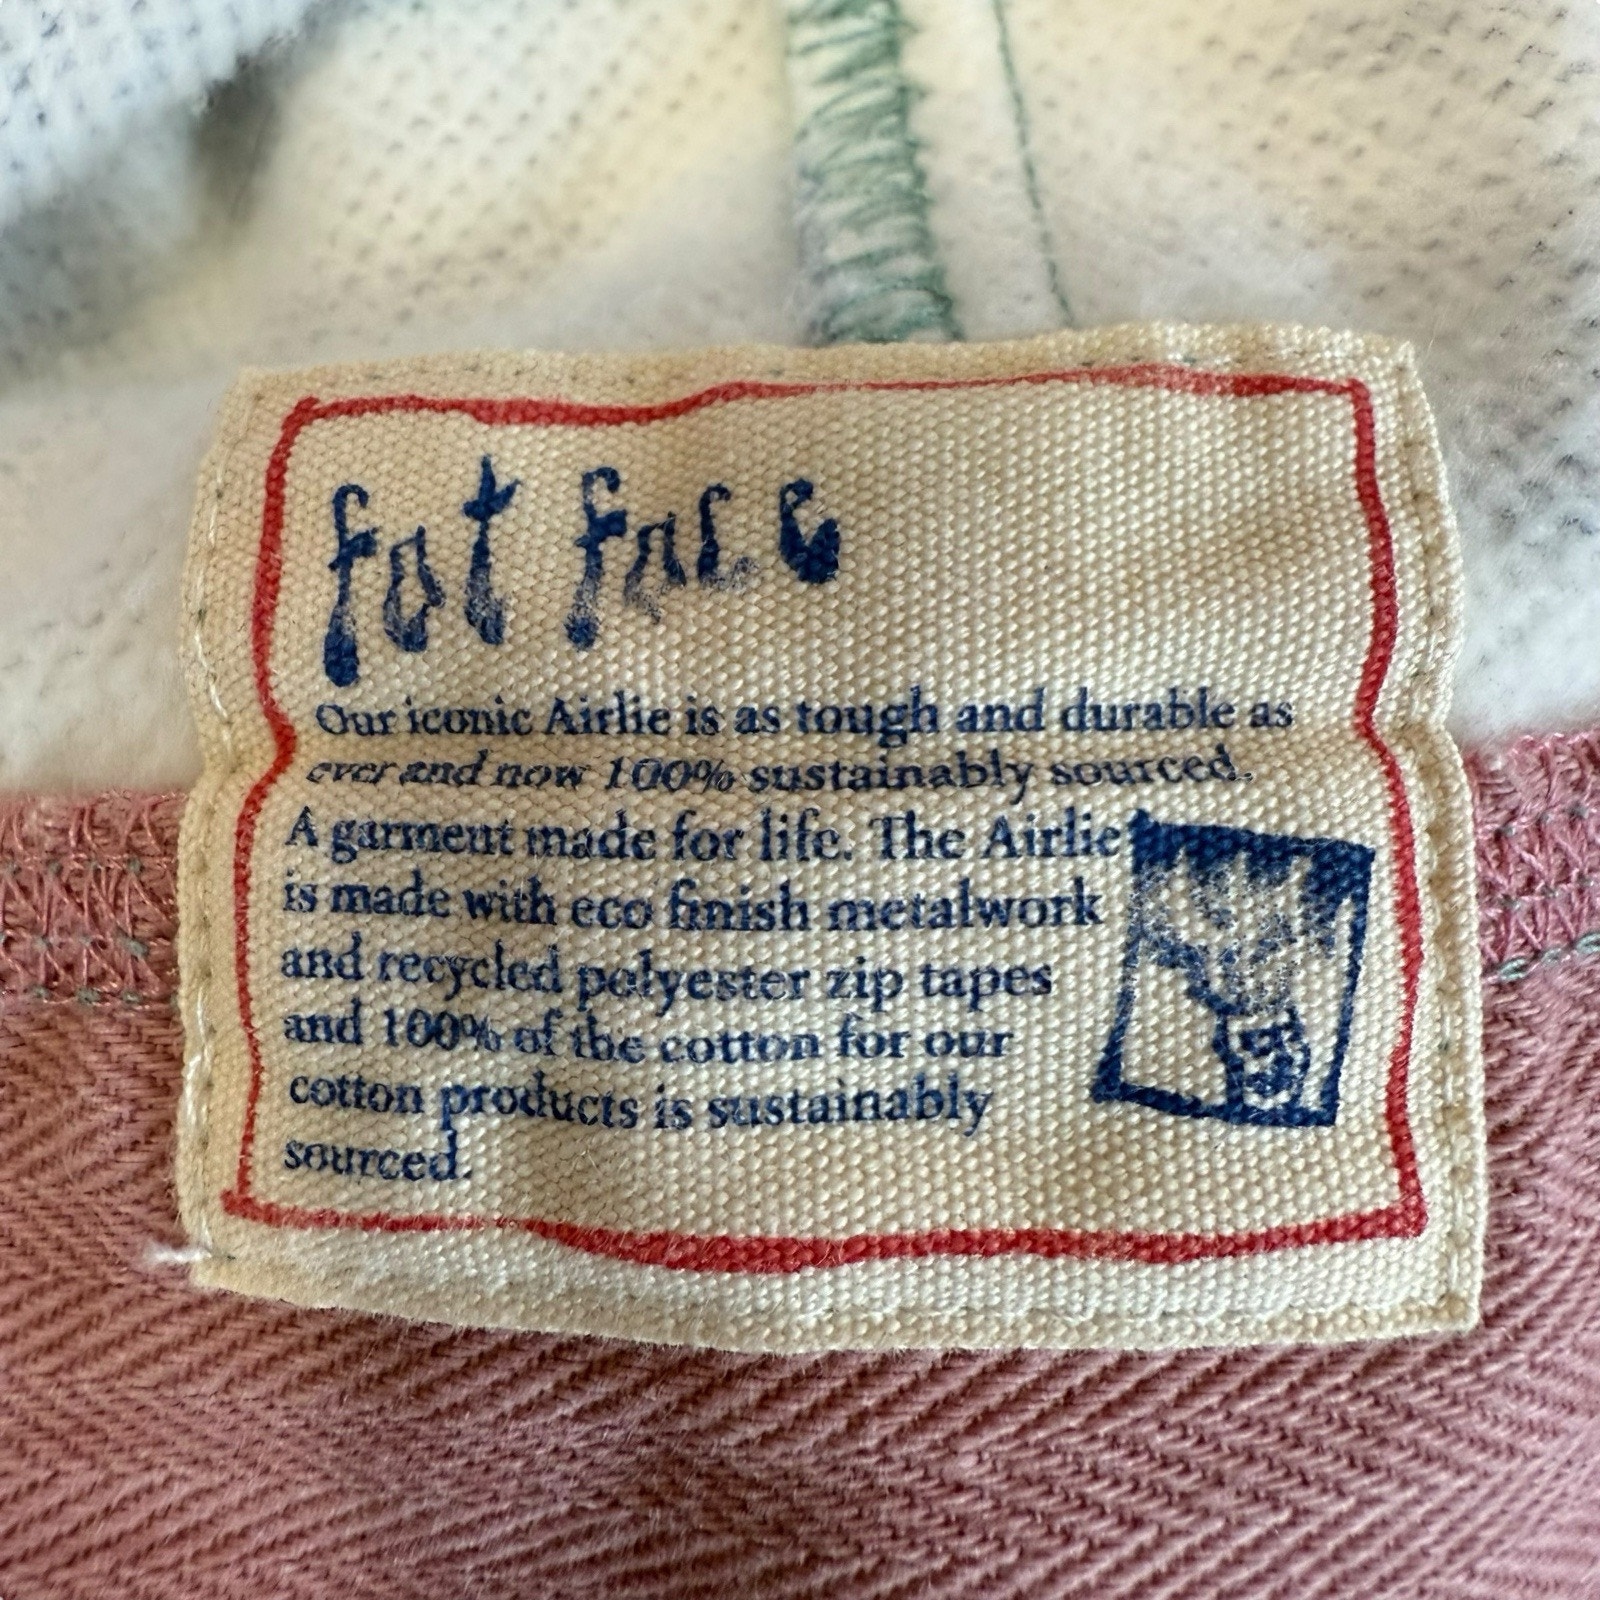 fat face
Our iconic Airlie is as tough and durable as
ever and now 100% sustainably sourced.
A garment made for life. The Airlie
is made with eco finish metalwork
and recycled polyester zip tapes
and 100% of the cotton for our
cotton products is sustainably
sourced.